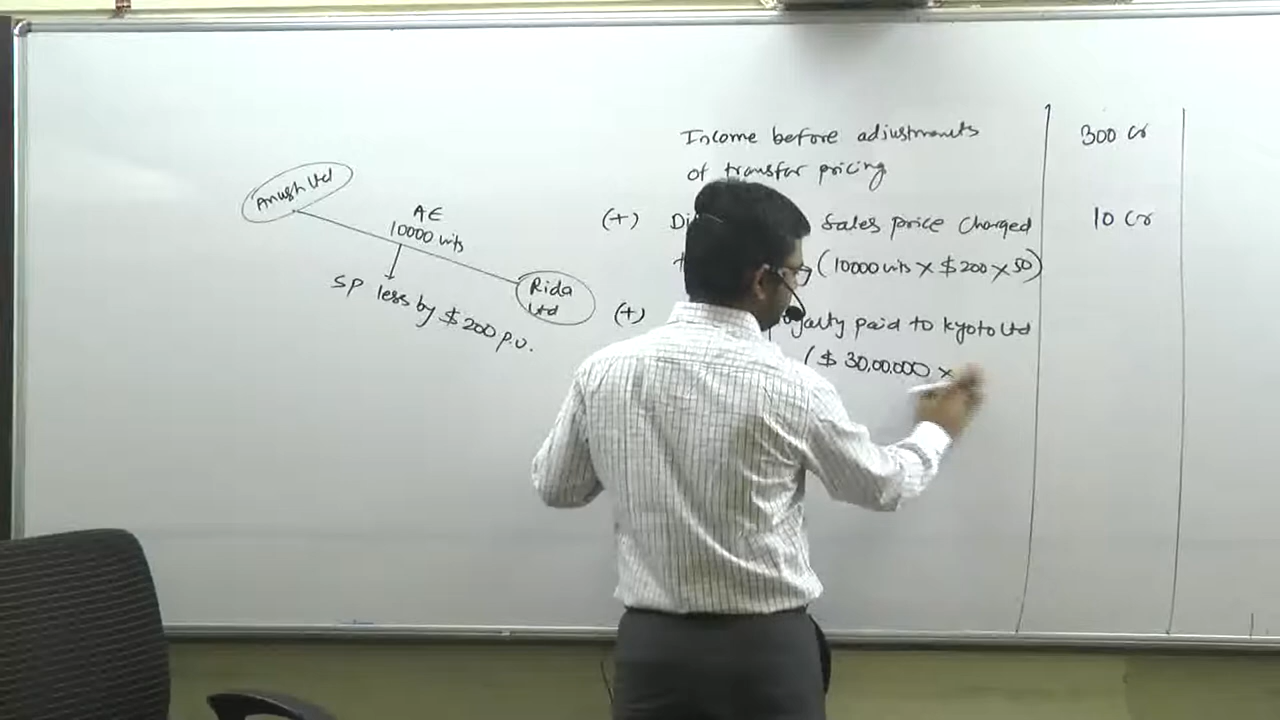 Anush Ltd
AE
10000 units
SP less by $ 200 p.u.
Rida
Ltd
Income before adjustments
of transfer pricing
300 Cr
(+) Sales price Charged
10 Cr
(10000 units × $200 × 50)
(+) paid to Kyoto Ltd
($ 30,00,000 ×